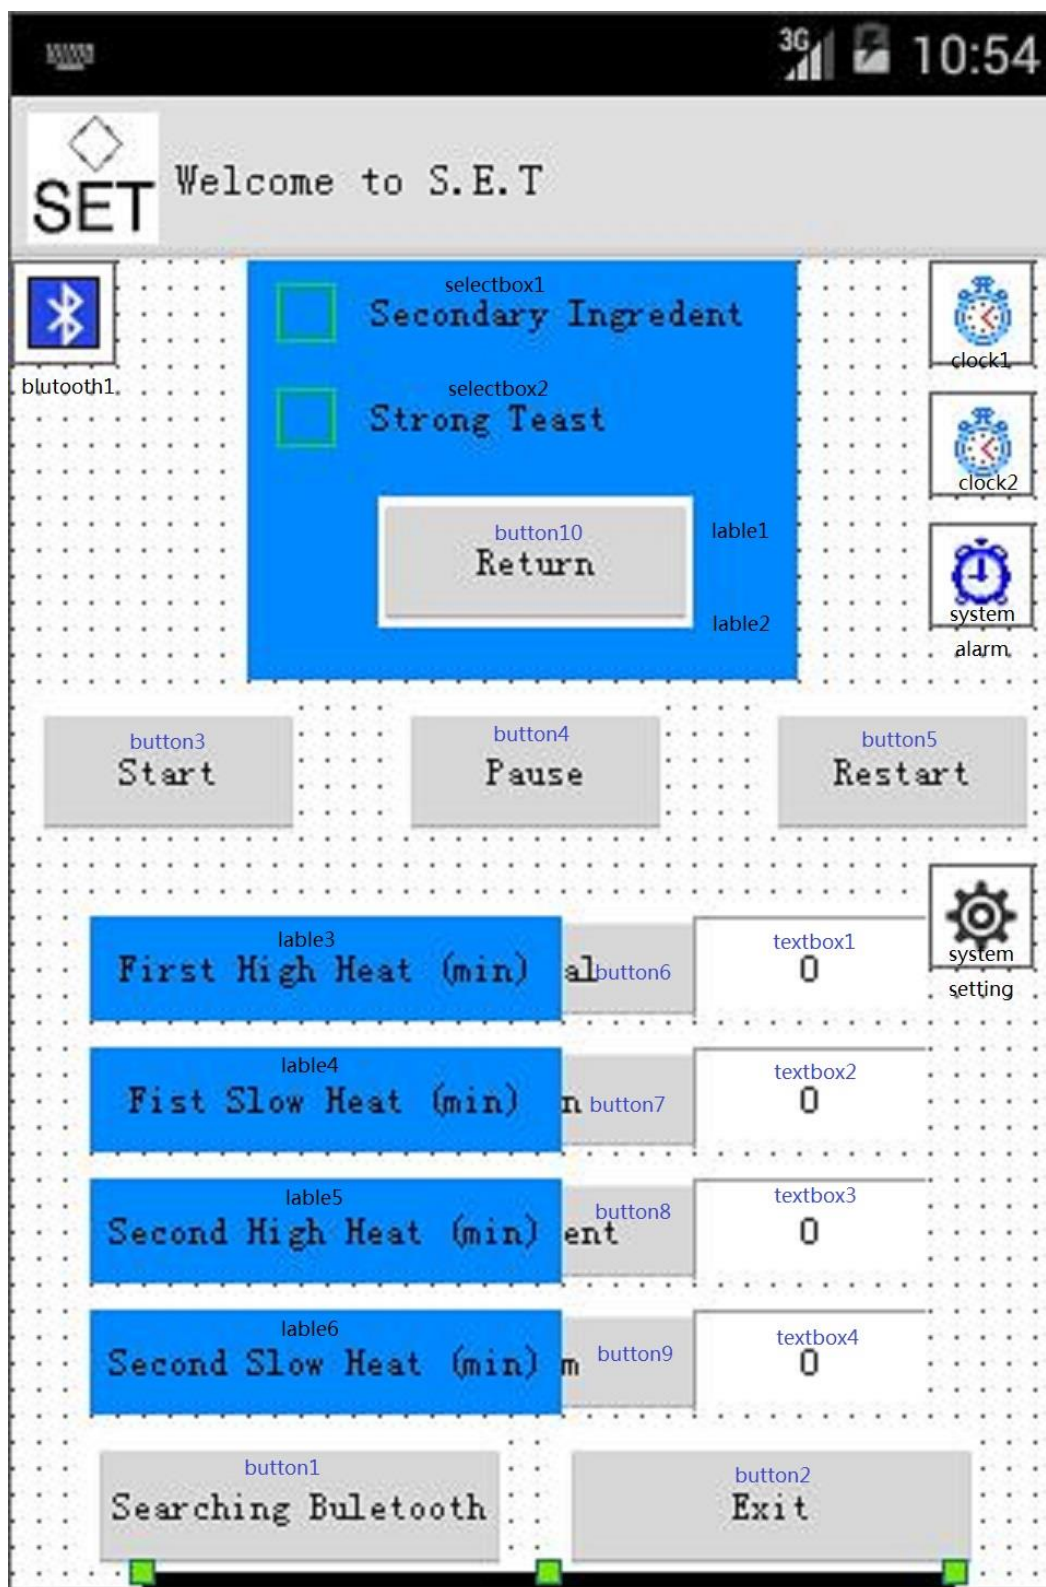 3G 10:54
SET Welcome to S.E.T
selectbox1
Secondary Ingredent
blutooth1
clock1
selectbox2
Strong Teast
clock2
button10
Return
lable1
lable2
system
alarm
button3
Start
button4
Pause
button5
Restart
lable3
First High Heat (min) al button6
textbox1
0
system
setting
lable4
Fist Slow Heat (min) n button7
textbox2
0
lable5
Second High Heat (min) ent button8
textbox3
0
lable6
Second Slow Heat (min) m button9
textbox4
0
button1
Searching Buletooth
button2
Exit